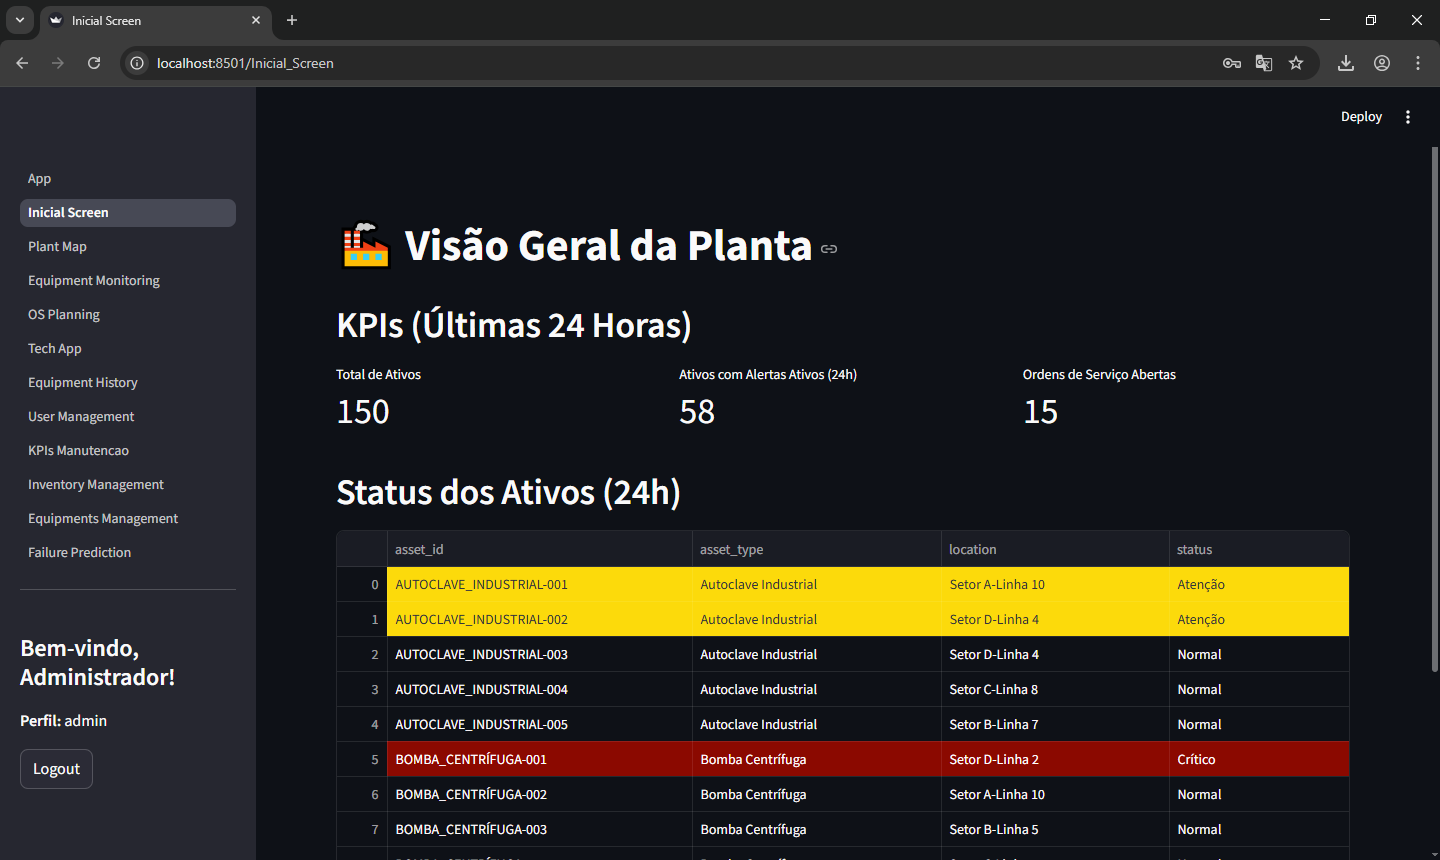 Inicial Screen
localhost:8501/Inicial_Screen
Deploy
App
Inicial Screen
Plant Map
Equipment Monitoring
OS Planning
Tech App
Equipment History
User Management
KPIs Manutencao
Inventory Management
Equipments Management
Failure Prediction
Bem-vindo,
Administrador!
Perfil: admin
Logout
Visão Geral da Planta
KPIs (Últimas 24 Horas)
Total de Ativos Ativos com Alertas Ativos (24h) Ordens de Serviço Abertas
150 58 15
Status dos Ativos (24h)
asset_id asset_type location status
0 AUTOCLAVE_INDUSTRIAL-001 Autoclave Industrial Setor A-Linha 10 Atenção
1 AUTOCLAVE_INDUSTRIAL-002 Autoclave Industrial Setor D-Linha 4 Atenção
2 AUTOCLAVE_INDUSTRIAL-003 Autoclave Industrial Setor D-Linha 4 Normal
3 AUTOCLAVE_INDUSTRIAL-004 Autoclave Industrial Setor C-Linha 8 Normal
4 AUTOCLAVE_INDUSTRIAL-005 Autoclave Industrial Setor B-Linha 7 Normal
5 BOMBA_CENTRÍFUGA-001 Bomba Centrífuga Setor D-Linha 2 Crítico
6 BOMBA_CENTRÍFUGA-002 Bomba Centrífuga Setor A-Linha 10 Normal
7 BOMBA_CENTRÍFUGA-003 Bomba Centrífuga Setor B-Linha 5 Normal